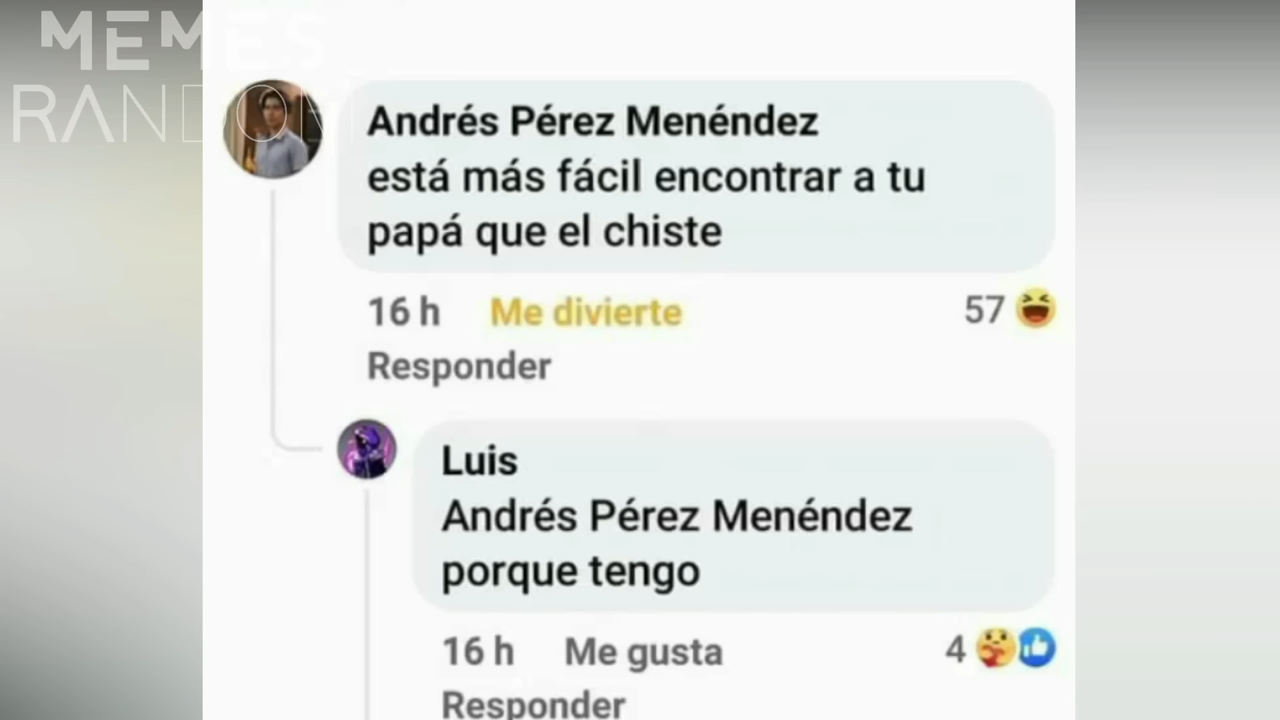 MEMES
RANDOM
Andrés Pérez Menéndez
está más fácil encontrar a tu
papá que el chiste
16 h Me divierte 57
Responder
Luis
Andrés Pérez Menéndez
porque tengo
16 h Me gusta 4
Responder